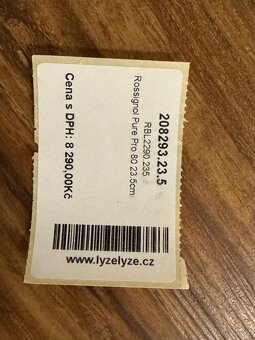 208293.23.5
RBL2290 235
Rossignol Pure Pro 80 23.5cm
Cena s DPH: 8 290,00Kč
www.lyzelyze.cz